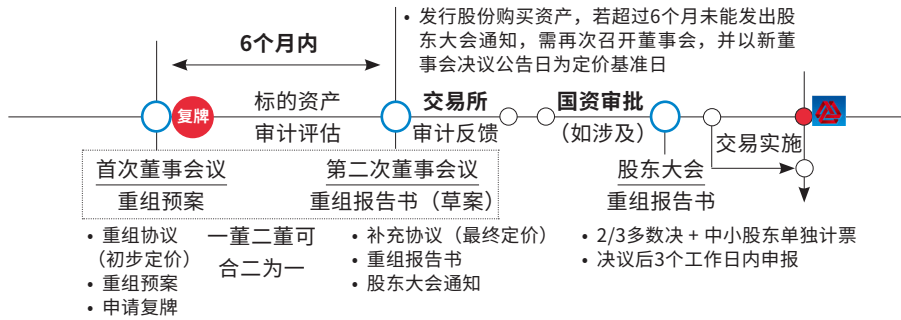 • 发行股份购买资产，若超过6个月未能发出股
东大会通知，需再次召开董事会，并以新董
事会决议公告日为定价基准日
6个月内
复牌
标的资产
审计评估
交易所
审计反馈
国资审批
(如涉及)
交易实施
首次董事会议
重组预案
第二次董事会议
重组报告书（草案）
股东大会
重组报告书
• 重组协议
(初步定价)
• 重组预案
• 申请复牌
一董二董可
合二为一
• 补充协议（最终定价）
• 重组报告书
• 股东大会通知
• 2/3多数决 + 中小股东单独计票
• 决议后3个工作日内申报